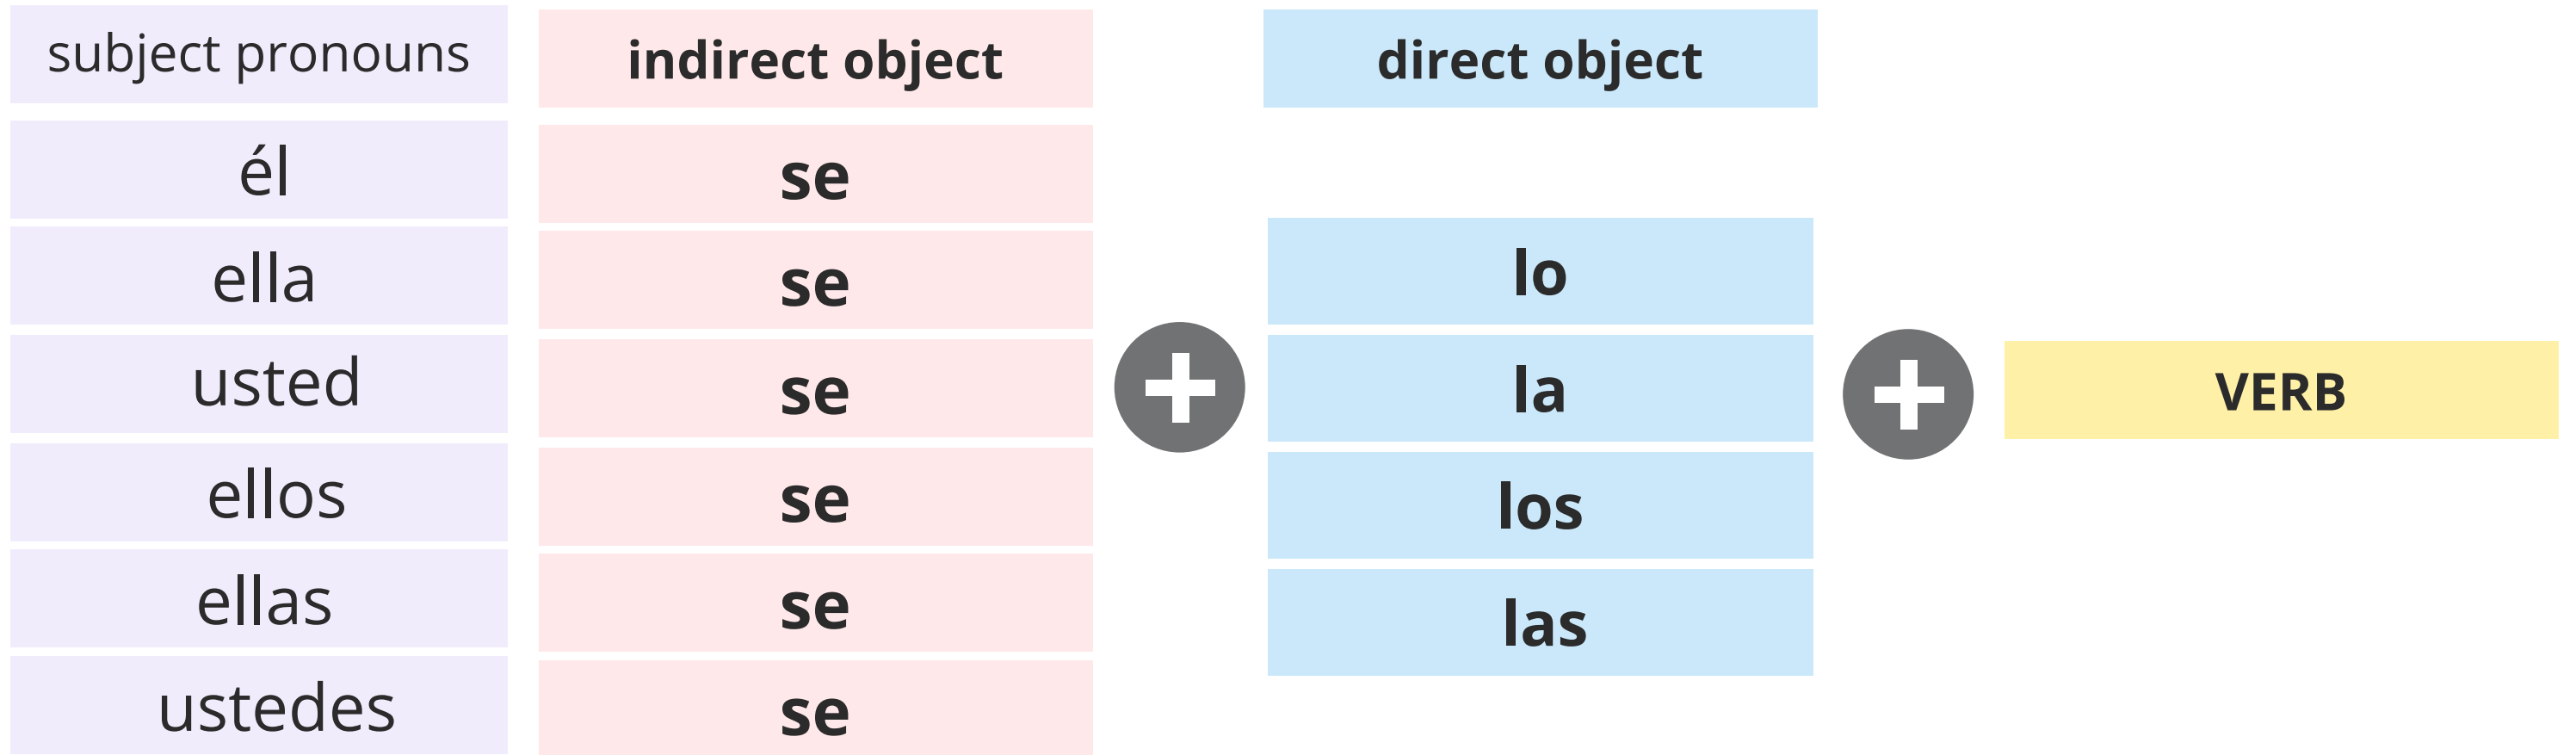 subject pronouns
indirect object
direct object
él
se
ella
se
lo
usted
se
la
VERB
ellos
se
los
ellas
se
las
ustedes
se